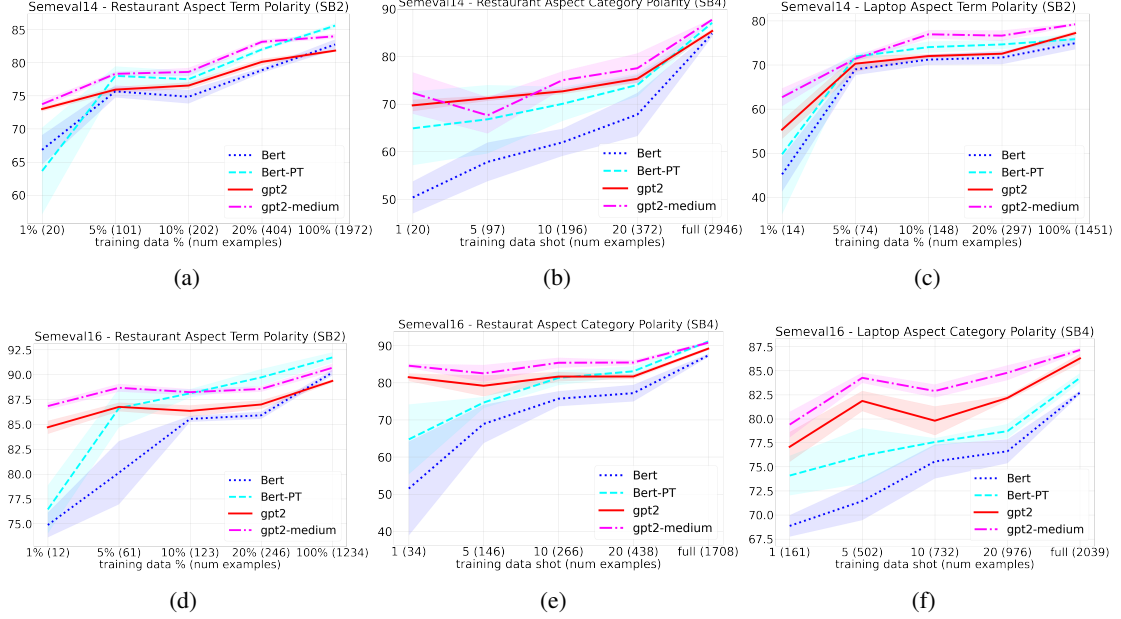 Semeval14 - Restaurant Aspect Term Polarity (SB2)
85
80
75
70
65
60
Bert
Bert-PT
gpt2
gpt2-medium
1% (20) 5% (101) 10% (202) 20% (404) 100% (1972)
training data % (num examples)
(a)
Semeval14 - Restaurant Aspect Category Polarity (SB4)
90
80
70
60
50
Bert
Bert-PT
gpt2
gpt2-medium
1 (20) 5 (97) 10 (196) 20 (372) full (2946)
training data shot (num examples)
(b)
Semeval14 - Laptop Aspect Term Polarity (SB2)
80
70
60
50
40
Bert
Bert-PT
gpt2
gpt2-medium
1% (14) 5% (74) 10% (148) 20% (297) 100% (1451)
training data % (num examples)
(c)
Semeval16 - Restaurant Aspect Term Polarity (SB2)
92.5
90.0
87.5
85.0
82.5
80.0
77.5
75.0
Bert
Bert-PT
gpt2
gpt2-medium
1% (12) 5% (61) 10% (123) 20% (246) 100% (1234)
training data % (num examples)
(d)
Semeval16 - Restaurat Aspect Category Polarity (SB4)
90
80
70
60
50
40
Bert
Bert-PT
gpt2
gpt2-medium
1 (34) 5 (146) 10 (266) 20 (438) full (1708)
training data shot (num examples)
(e)
Semeval16 - Laptop Aspect Category Polarity (SB4)
87.5
85.0
82.5
80.0
77.5
75.0
72.5
70.0
67.5
Bert
Bert-PT
gpt2
gpt2-medium
1 (161) 5 (502) 10 (732) 20 (976) full (2039)
training data shot (num examples)
(f)